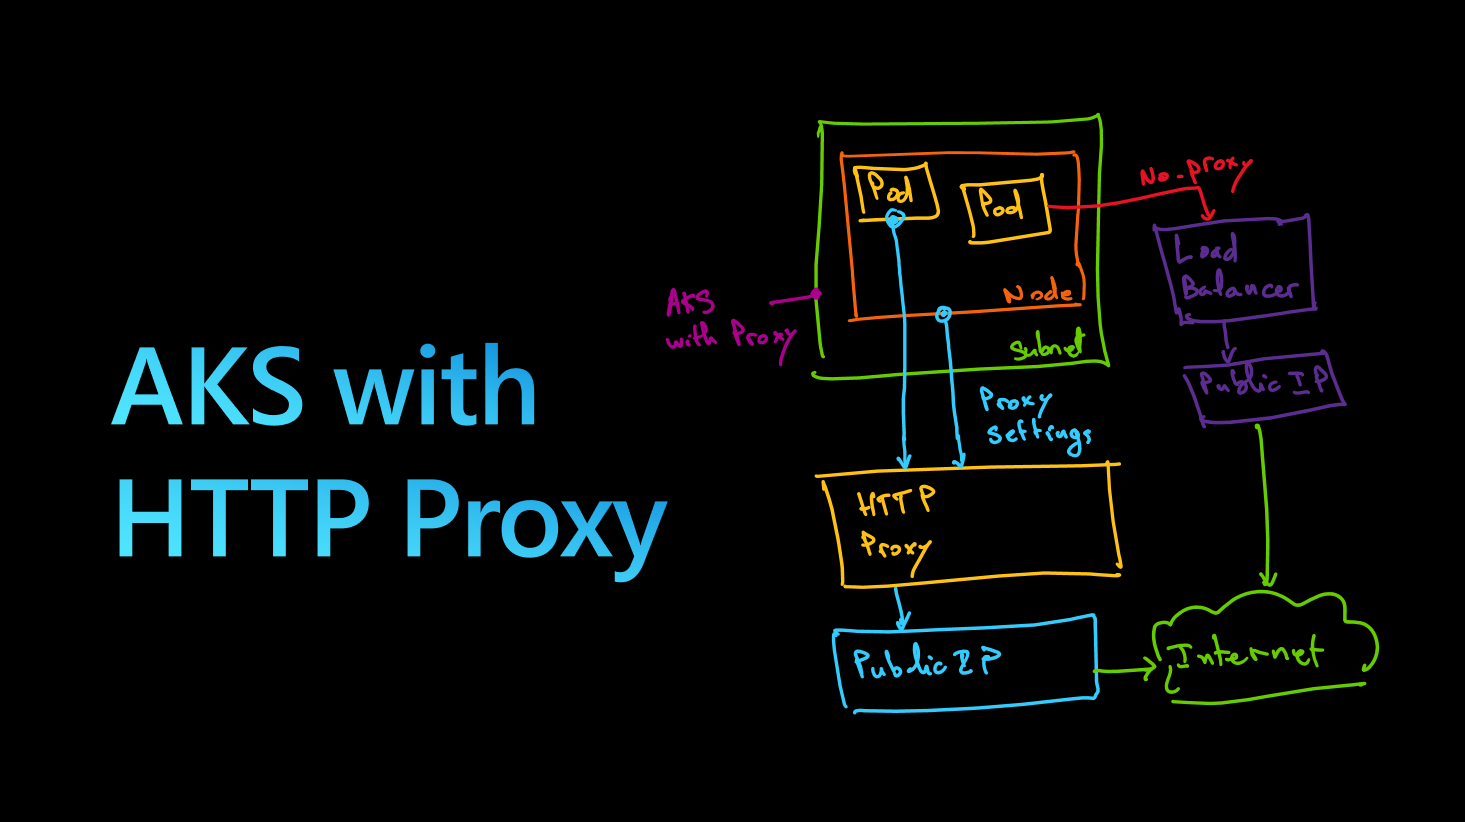 AKS with
HTTP Proxy
Pod
Pod
No-proxy
Load
Balancer
Node
AKS
with Proxy
Subnet
Public IP
Proxy
Settings
HTTP
Proxy
Public IP
Internet